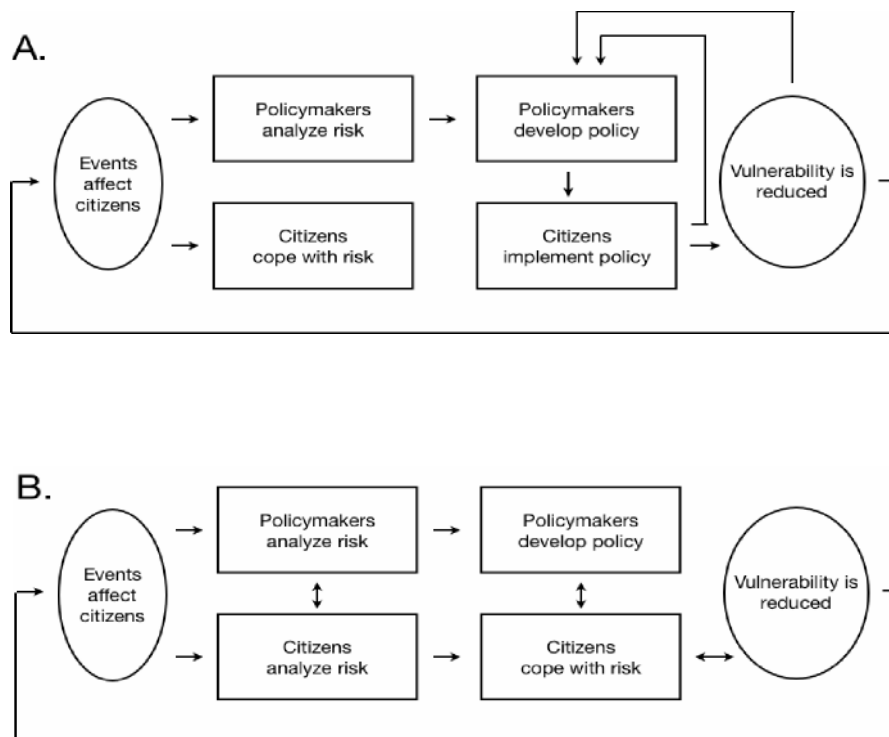 A.
Events
affect
citizens
Policymakers
analyze risk
Policymakers
develop policy
Citizens
cope with risk
Citizens
implement policy
Vulnerability is
reduced
B.
Events
affect
citizens
Policymakers
analyze risk
Policymakers
develop policy
Citizens
analyze risk
Citizens
cope with risk
Vulnerability is
reduced